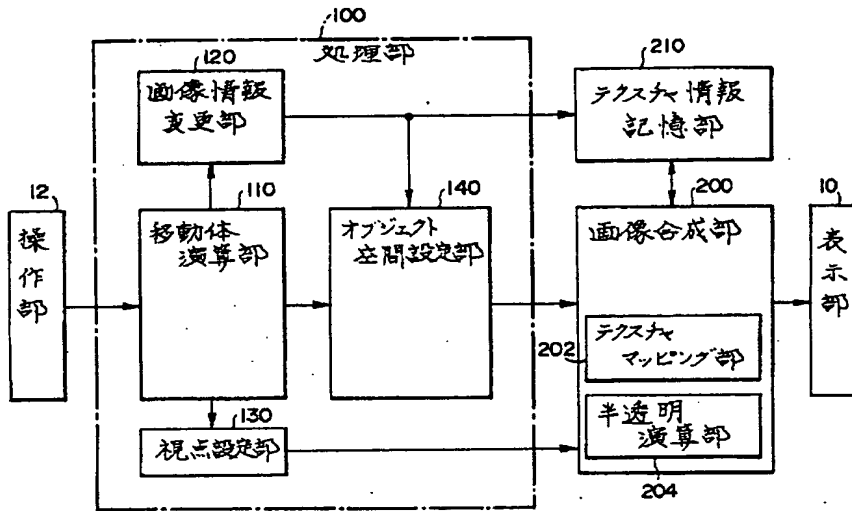 100
処理部
120
画像情報
変更部
210
テクスチャ情報
記憶部
12
操作部
110
移動体
演算部
140
オブジェクト
空間設定部
200
画像合成部
10
表示部
202
テクスチャ
マッピング部
130
視点設定部
半透明
演算部
204